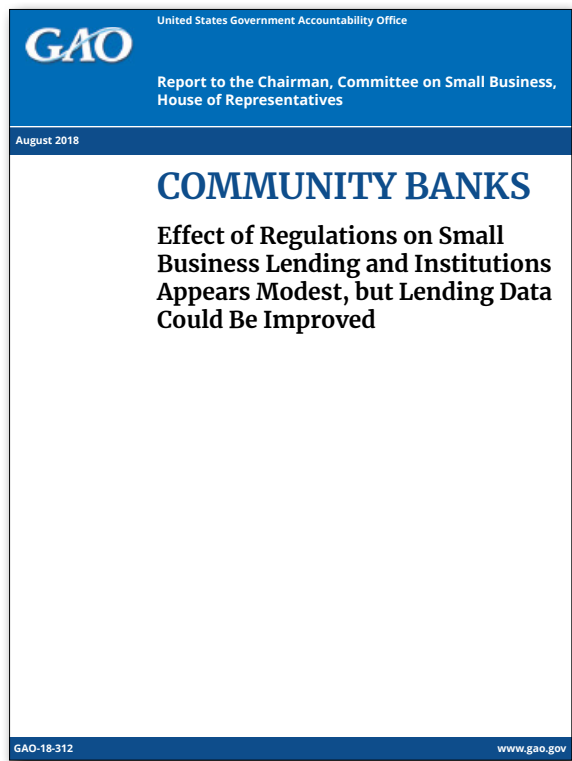 GAO
United States Government Accountability Office
Report to the Chairman, Committee on Small Business,
House of Representatives
August 2018
COMMUNITY BANKS
Effect of Regulations on Small
Business Lending and Institutions
Appears Modest, but Lending Data
Could Be Improved
GAO-18-312
www.gao.gov